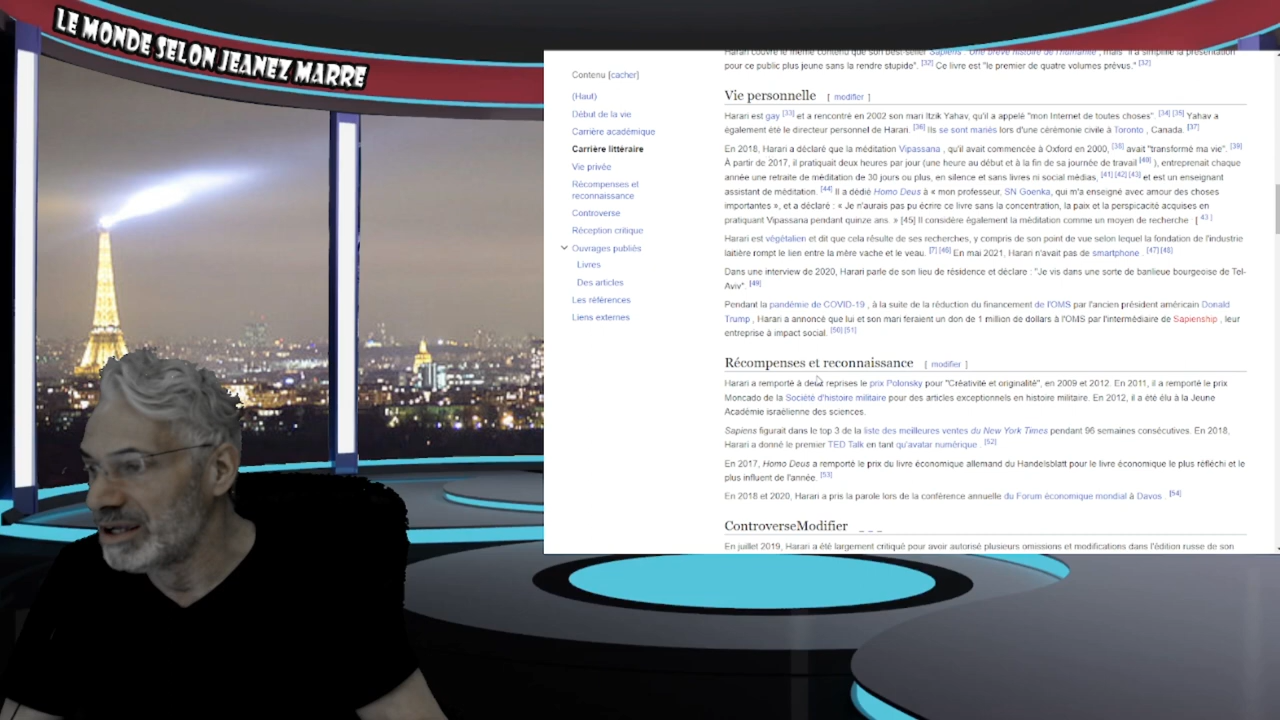 LE MONDE SELON JEANEZ MARRE
Contenu [cacher]
(Haut)
Début de la vie
Carrière académique
Carrière littéraire
Vie privée
Récompenses et
reconnaissance
Controverse
Réception critique
Ouvrages publiés
Livres
Des articles
Les références
Liens externes
Harari couvre le même contenu que son best-seller Sapiens : Une brève histoire de l'humanité , mais "il a simplifié la présentation
pour ce public plus jeune sans la rendre stupide". [32] Ce livre est "le premier de quatre volumes prévus." [32]
Vie personnelle [ modifier ]
Harari est gay [33] et a rencontré en 2002 son mari Itzik Yahav, qu'il a appelé "mon Internet de toutes choses". [34] [35] Yahav a
également été le directeur personnel de Harari. [36] Ils se sont mariés lors d'une cérémonie civile à Toronto , Canada. [37]
En 2018, Harari a déclaré que la méditation Vipassana , qu'il avait commencée à Oxford en 2000, [38] avait "transformé ma vie". [39]
À partir de 2017, il pratiquait deux heures par jour (une heure au début et à la fin de sa journée de travail [40] ), entreprenait chaque
année une retraite de méditation de 30 jours ou plus, en silence et sans livres ni social médias, [41] [42] [43] et est un enseignant
assistant de méditation. [44] Il a dédié Homo Deus à « mon professeur, SN Goenka, qui m'a enseigné avec amour des choses
importantes », et a déclaré : « Je n'aurais pas pu écrire ce livre sans la concentration, la paix et la perspicacité acquises en
pratiquant Vipassana pendant quinze ans. » [45] Il considère également la méditation comme un moyen de recherche . [ 43 ]
Harari est végétalien et dit que cela résulte de ses recherches, y compris de son point de vue selon lequel la fondation de l'industrie
laitière rompt le lien entre la mère vache et le veau. [7] [46] En mai 2021, Harari n'avait pas de smartphone . [47] [48]
Dans une interview de 2020, Harari parle de son lieu de résidence et déclare : "Je vis dans une sorte de banlieue bourgeoise de Tel-
Aviv". [49]
Pendant la pandémie de COVID-19 , à la suite de la réduction du financement de l'OMS par l'ancien président américain Donald
Trump , Harari a annoncé que lui et son mari feraient un don de 1 million de dollars à l'OMS par l'intermédiaire de Sapienship , leur
entreprise à impact social. [50] [51]
Récompenses et reconnaissance [ modifier ]
Harari a remporté à deux reprises le prix Polonsky pour "Créativité et originalité", en 2009 et 2012. En 2011, il a remporté le prix
Moncado de la Société d'histoire militaire pour des articles exceptionnels en histoire militaire. En 2012, il a été élu à la Jeune
Académie israélienne des sciences.
Sapiens figurait dans le top 3 de la liste des meilleures ventes du New York Times pendant 96 semaines consécutives. En 2018,
Harari a donné le premier TED Talk en tant qu'avatar numérique . [52]
En 2017, Homo Deus a remporté le prix du livre économique allemand du Handelsblatt pour le livre économique le plus réfléchi et le
plus influent de l'année. [53]
En 2018 et 2020, Harari a pris la parole lors de la conférence annuelle du Forum économique mondial à Davos . [54]
ControverseModifier
En juillet 2019, Harari a été largement critiqué pour avoir autorisé plusieurs omissions et modifications dans l'édition russe de son